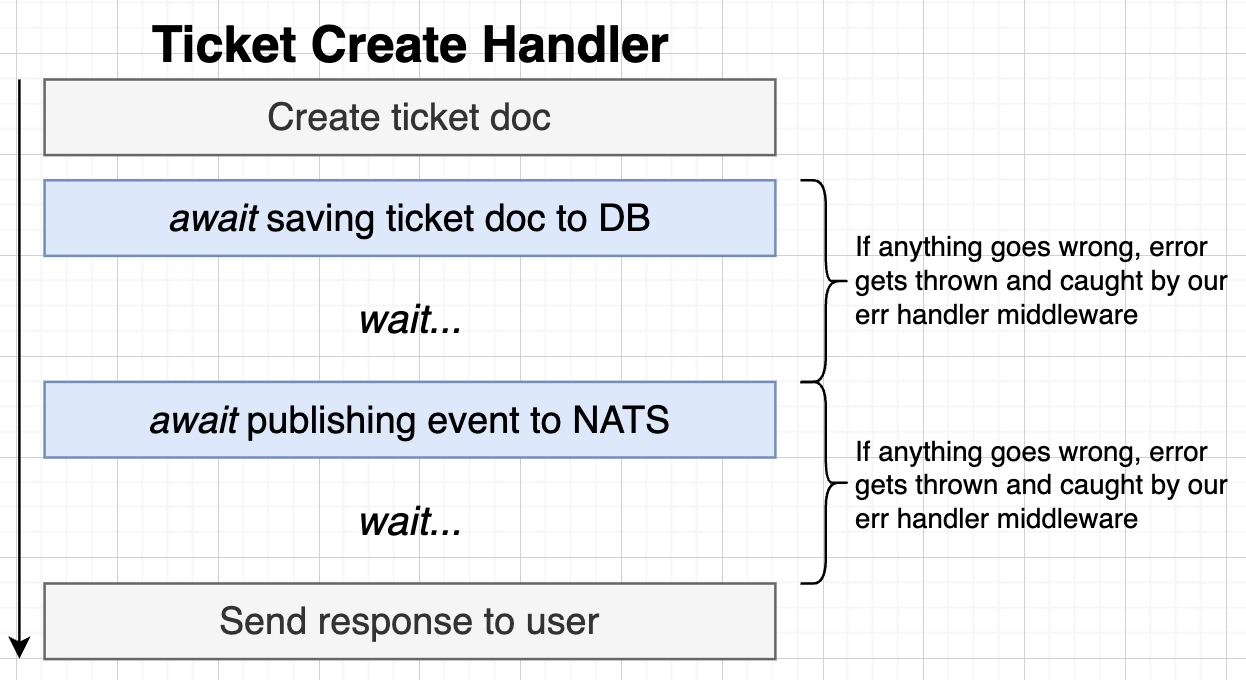 Ticket Create Handler
Create ticket doc
await saving ticket doc to DB
If anything goes wrong, error
gets thrown and caught by our
err handler middleware
wait...
await publishing event to NATS
If anything goes wrong, error
gets thrown and caught by our
err handler middleware
wait...
Send response to user